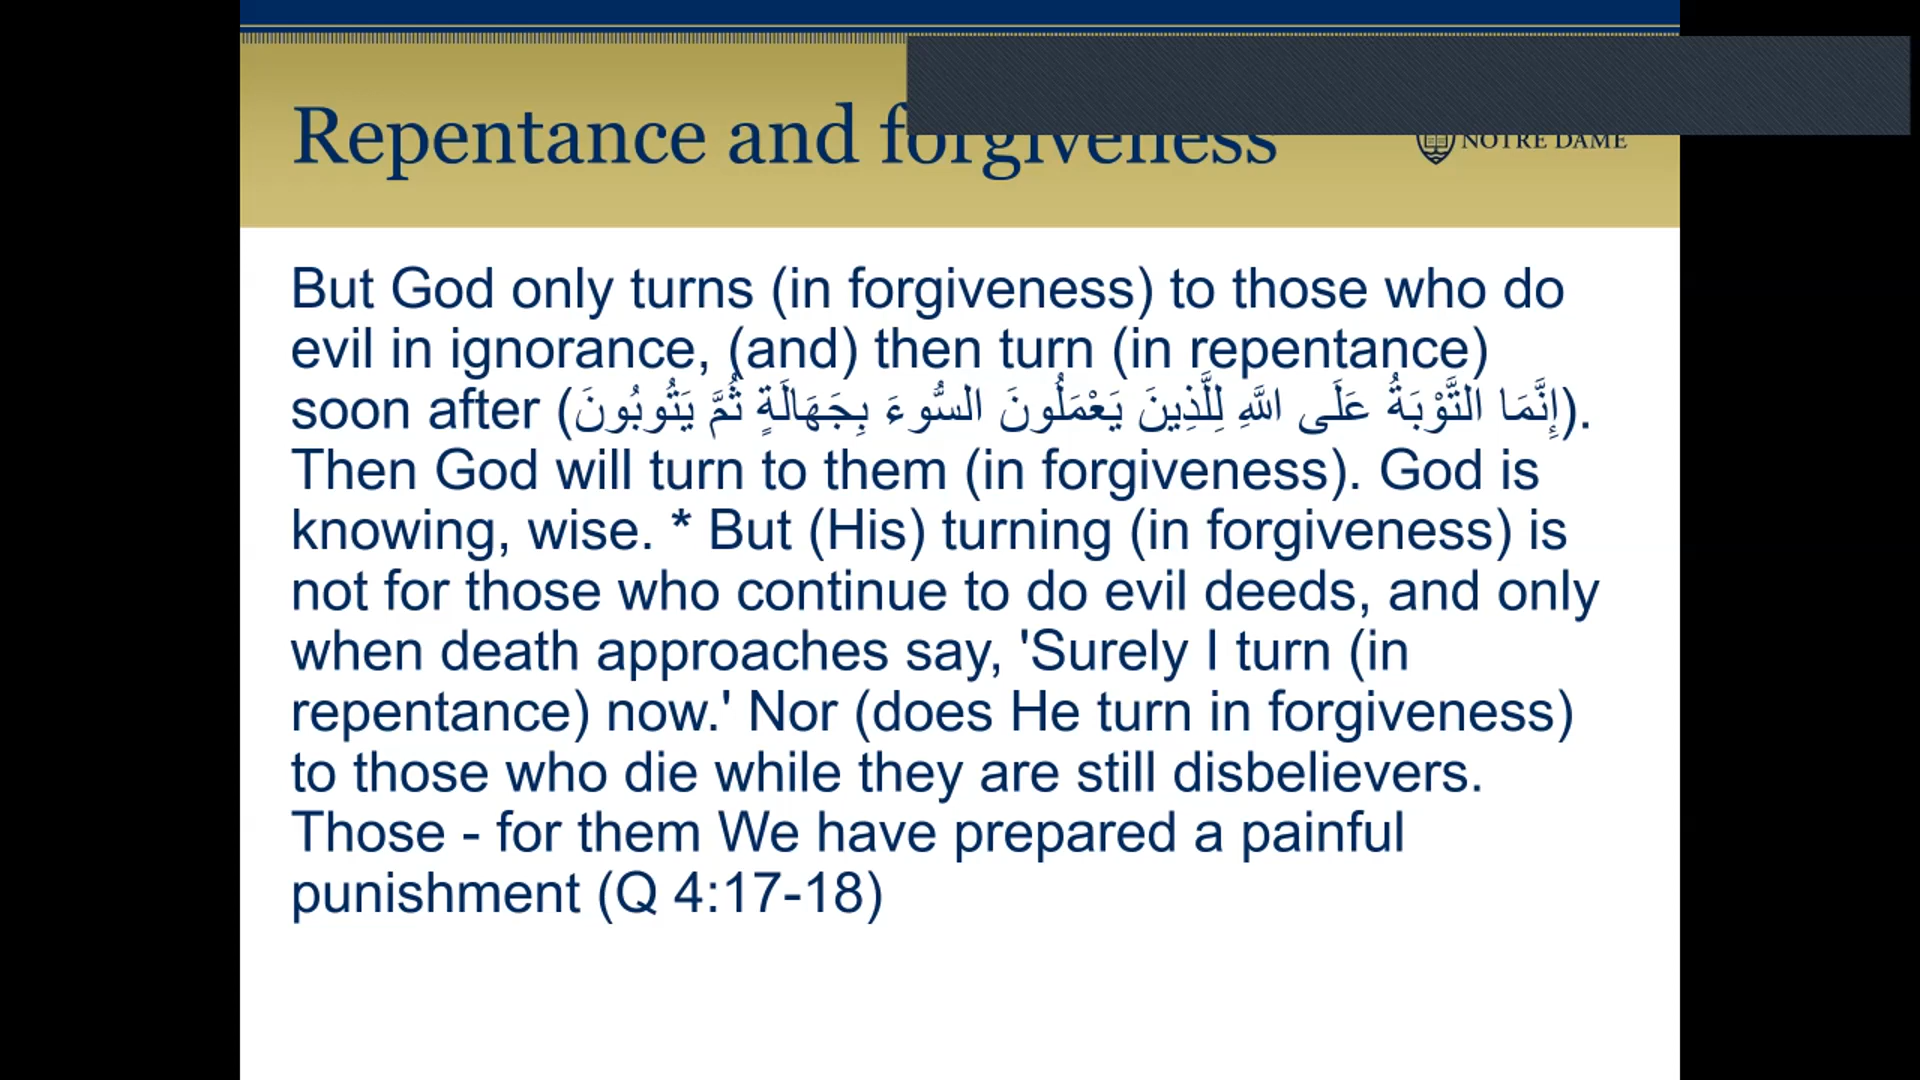 Repentance and forgiveness
NOTRE DAME
But God only turns (in forgiveness) to those who do
evil in ignorance, (and) then turn (in repentance)
soon after (إِنَّمَا التَّوْبَةُ عَلَى اللَّهِ لِلَّذِينَ يَعْمَلُونَ السُّوءَ بِجَهَالَةٍ ثُمَّ يَتُوبُونَ).
Then God will turn to them (in forgiveness). God is
knowing, wise. * But (His) turning (in forgiveness) is
not for those who continue to do evil deeds, and only
when death approaches say, 'Surely I turn (in
repentance) now.' Nor (does He turn in forgiveness)
to those who die while they are still disbelievers.
Those - for them We have prepared a painful
punishment (Q 4:17-18)